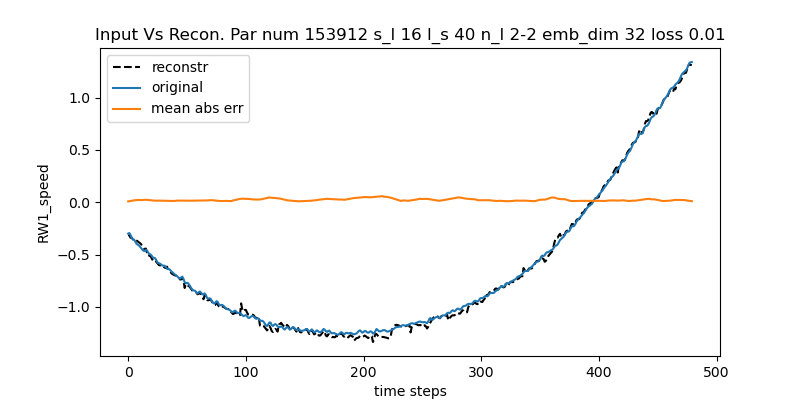 Input Vs Recon. Par num 153912 s_l 16 l_s 40 n_l 2-2 emb_dim 32 loss 0.01
reconstr
original
mean abs err
1.0
0.5
0.0
−0.5
−1.0
RW1_speed
0 100 200 300 400 500
time steps